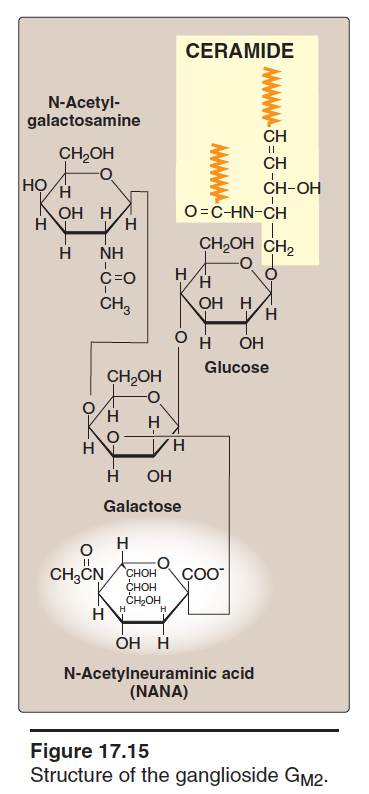 CERAMIDE
N-Acetyl-
galactosamine
CH
CH₂OH
CH
O
HO
H
CH-OH
OH
H
O=C-HN-CH
H
H
H
NH
CH₂OH
CH₂
C=O
H
O
O
H
CH₃
OH
H
H
O
H
OH
Glucose
CH₂OH
O
O
H
H
O
H
H
H
OH
Galactose
H
O
O
CH₃CN
CHOH
COO⁻
CHOH
CH₂OH
H
H
H
OH
H
N-Acetylneuraminic acid
(NANA)
Figure 17.15
Structure of the ganglioside GM2.